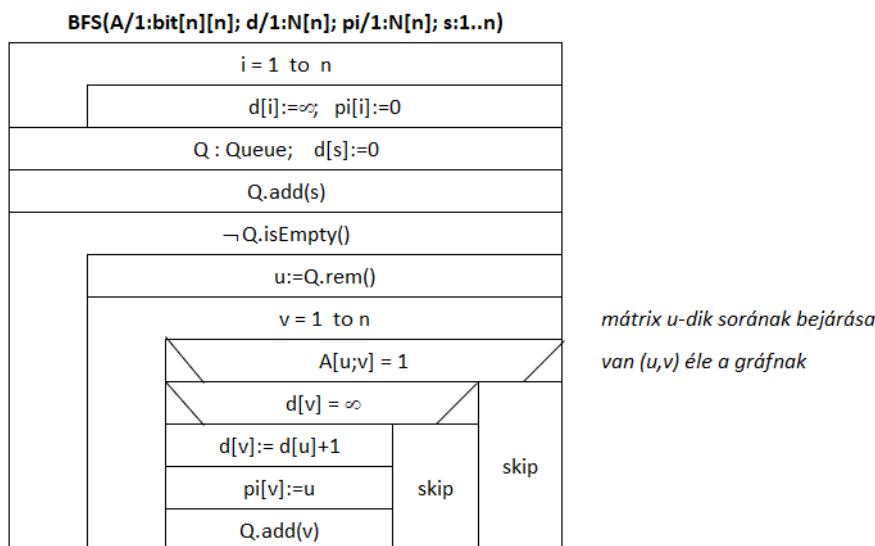 BFS(A/1:bit[n][n]; d/1:N[n]; pi/1:N[n]; s:1..n)
i = 1 to n
d[i]:=∞; pi[i]:=0
Q : Queue; d[s]:=0
Q.add(s)
¬ Q.isEmpty()
u:=Q.rem()
v = 1 to n mátrix u-dik sorának bejárása
A[u;v] = 1 van (u,v) éle a gráfnak
d[v] = ∞
d[v]:= d[u]+1
skip
pi[v]:=u skip
Q.add(v)